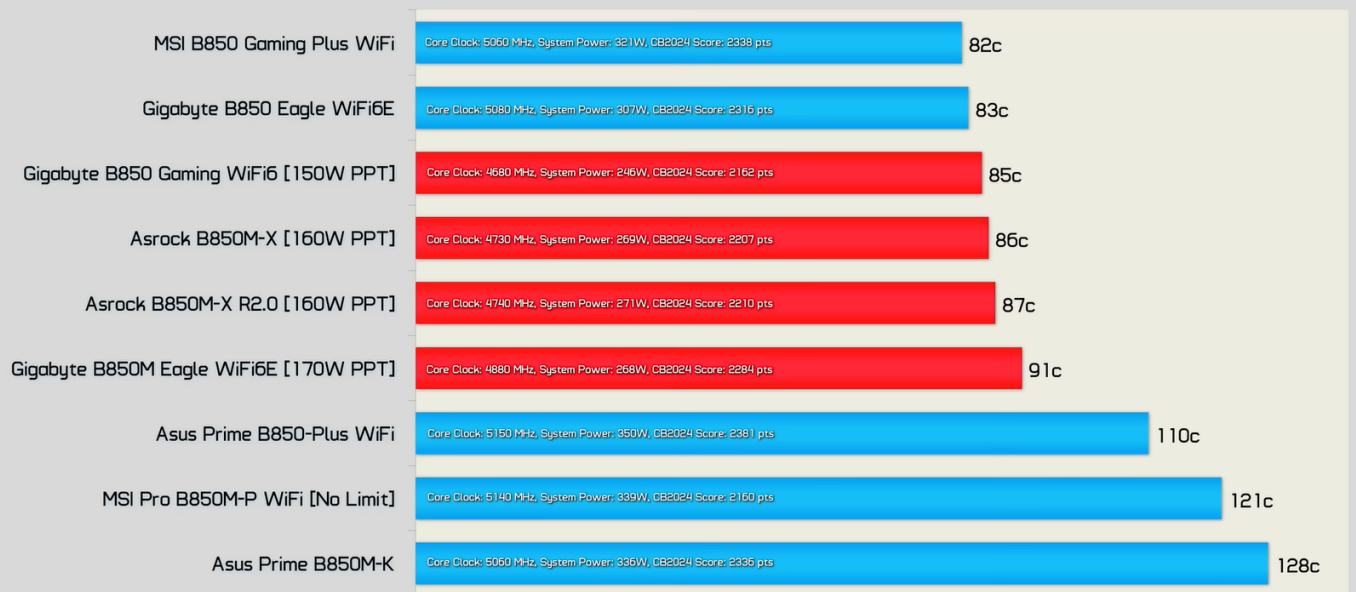 MSI B850 Gaming Plus WiFi Core Clock: 5060 MHz, System Power: 321W, CB2024 Score: 2338 pts 82c
Gigabyte B850 Eagle WiFi6E Core Clock: 5080 MHz, System Power: 307W, CB2024 Score: 2316 pts 83c
Gigabyte B850 Gaming WiFi6 [150W PPT] Core Clock: 4680 MHz, System Power: 246W, CB2024 Score: 2162 pts 85c
Asrock B850M-X [160W PPT] Core Clock: 4730 MHz, System Power: 269W, CB2024 Score: 2207 pts 86c
Asrock B850M-X R2.0 [160W PPT] Core Clock: 4740 MHz, System Power: 271W, CB2024 Score: 2210 pts 87c
Gigabyte B850M Eagle WiFi6E [170W PPT] Core Clock: 4880 MHz, System Power: 268W, CB2024 Score: 2284 pts 91c
Asus Prime B850-Plus WiFi Core Clock: 5150 MHz, System Power: 350W, CB2024 Score: 2381 pts 110c
MSI Pro B850M-P WiFi [No Limit] Core Clock: 5140 MHz, System Power: 339W, CB2024 Score: 2160 pts 121c
Asus Prime B850M-K Core Clock: 5060 MHz, System Power: 336W, CB2024 Score: 2336 pts 128c